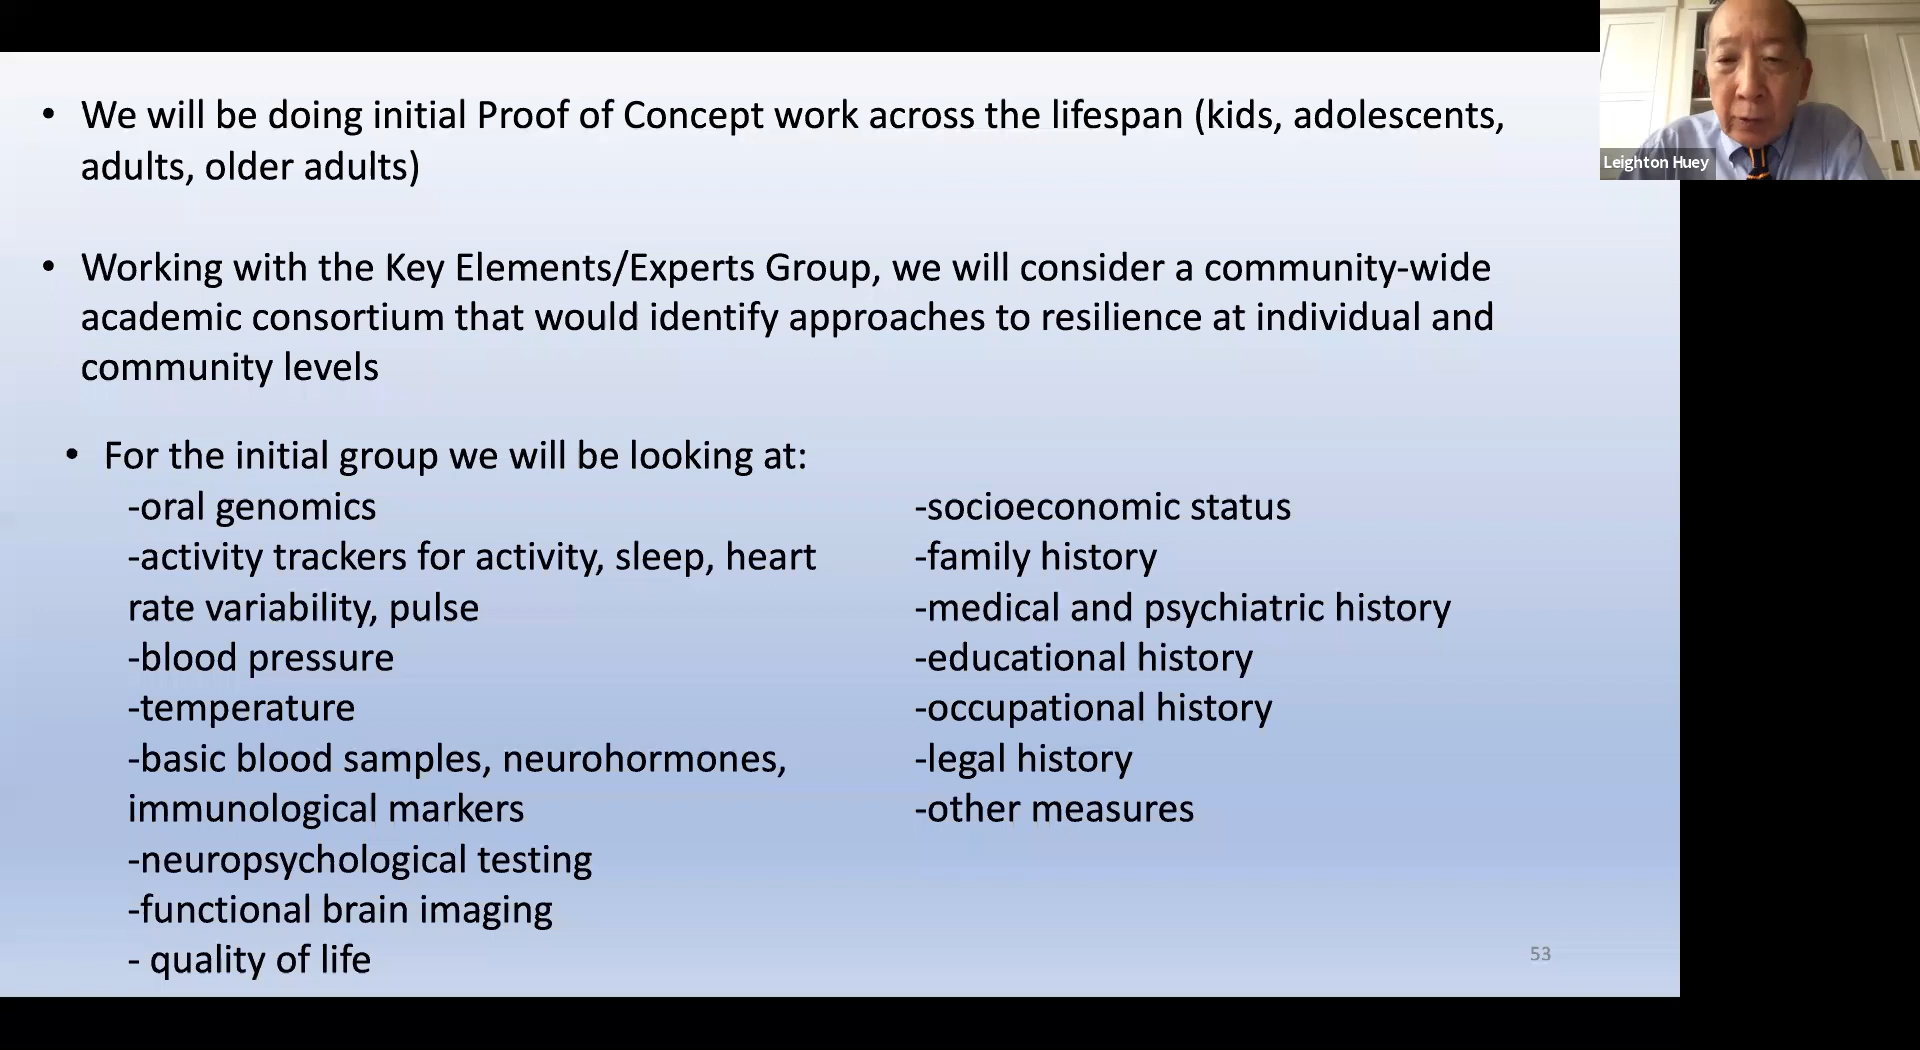 • We will be doing initial Proof of Concept work across the lifespan (kids, adolescents,
adults, older adults)
• Working with the Key Elements/Experts Group, we will consider a community-wide
academic consortium that would identify approaches to resilience at individual and
community levels
• For the initial group we will be looking at:
-oral genomics
-activity trackers for activity, sleep, heart
rate variability, pulse
-blood pressure
-temperature
-basic blood samples, neurohormones,
immunological markers
-neuropsychological testing
-functional brain imaging
- quality of life
-socioeconomic status
-family history
-medical and psychiatric history
-educational history
-occupational history
-legal history
-other measures
53
Leighton Huey